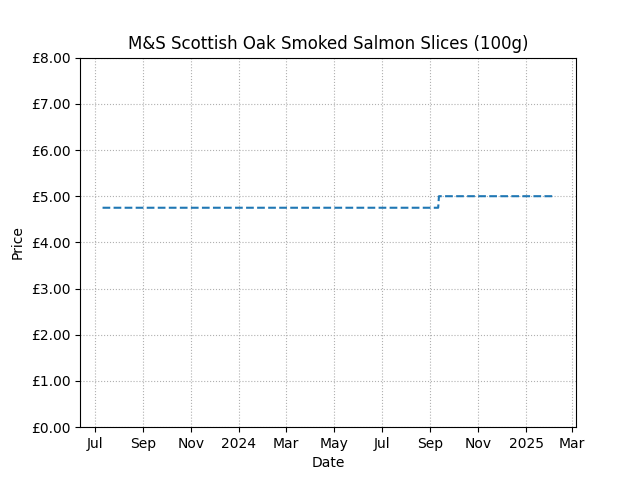 M&S Scottish Oak Smoked Salmon Slices (100g)
£8.00
£7.00
£6.00
£5.00
£4.00
£3.00
£2.00
£1.00
£0.00
Price
Jul Sep Nov 2024 Mar May Jul Sep Nov 2025 Mar
Date